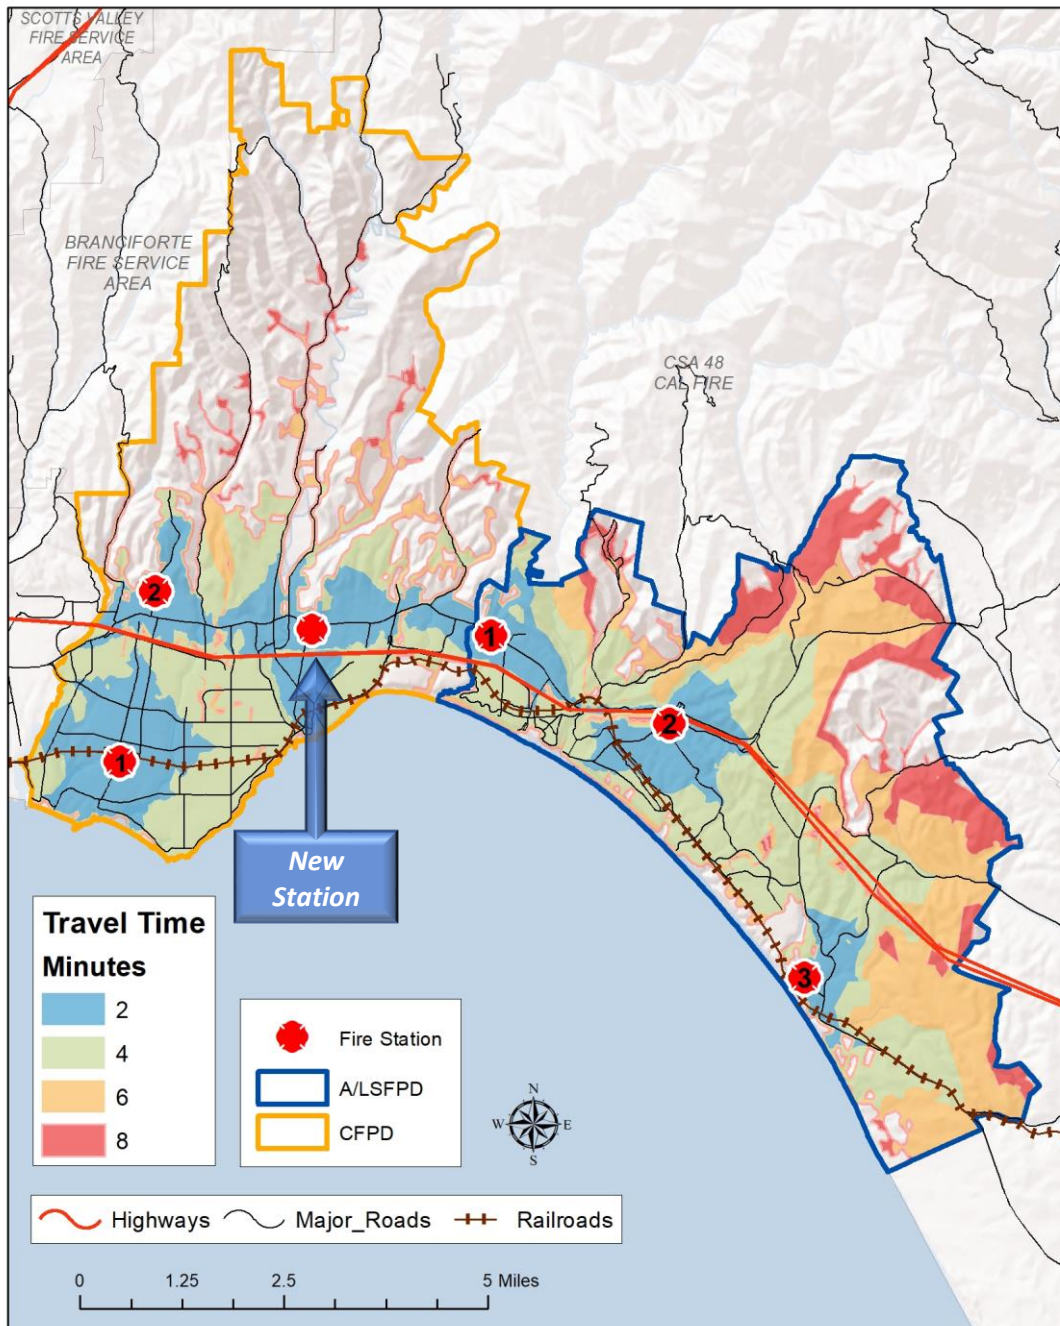 SCOTTS VALLEY
FIRE SERVICE
AREA
BRANCIFORTE
FIRE SERVICE
AREA
CSA 48
CAL FIRE
2
1
1
2
3
New
Station
Travel Time
Minutes
2
4
6
8
Fire Station
A/LSFPD
CFPD
N
W
E
S
Highways
Major_Roads
Railroads
0
1.25
2.5
5 Miles